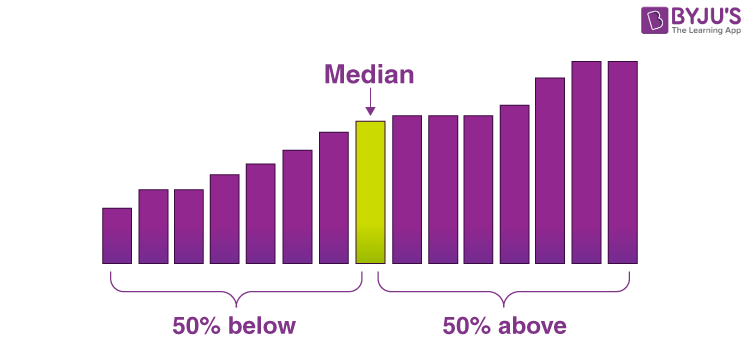 BYJU'S
The Learning App
Median
50% below
50% above